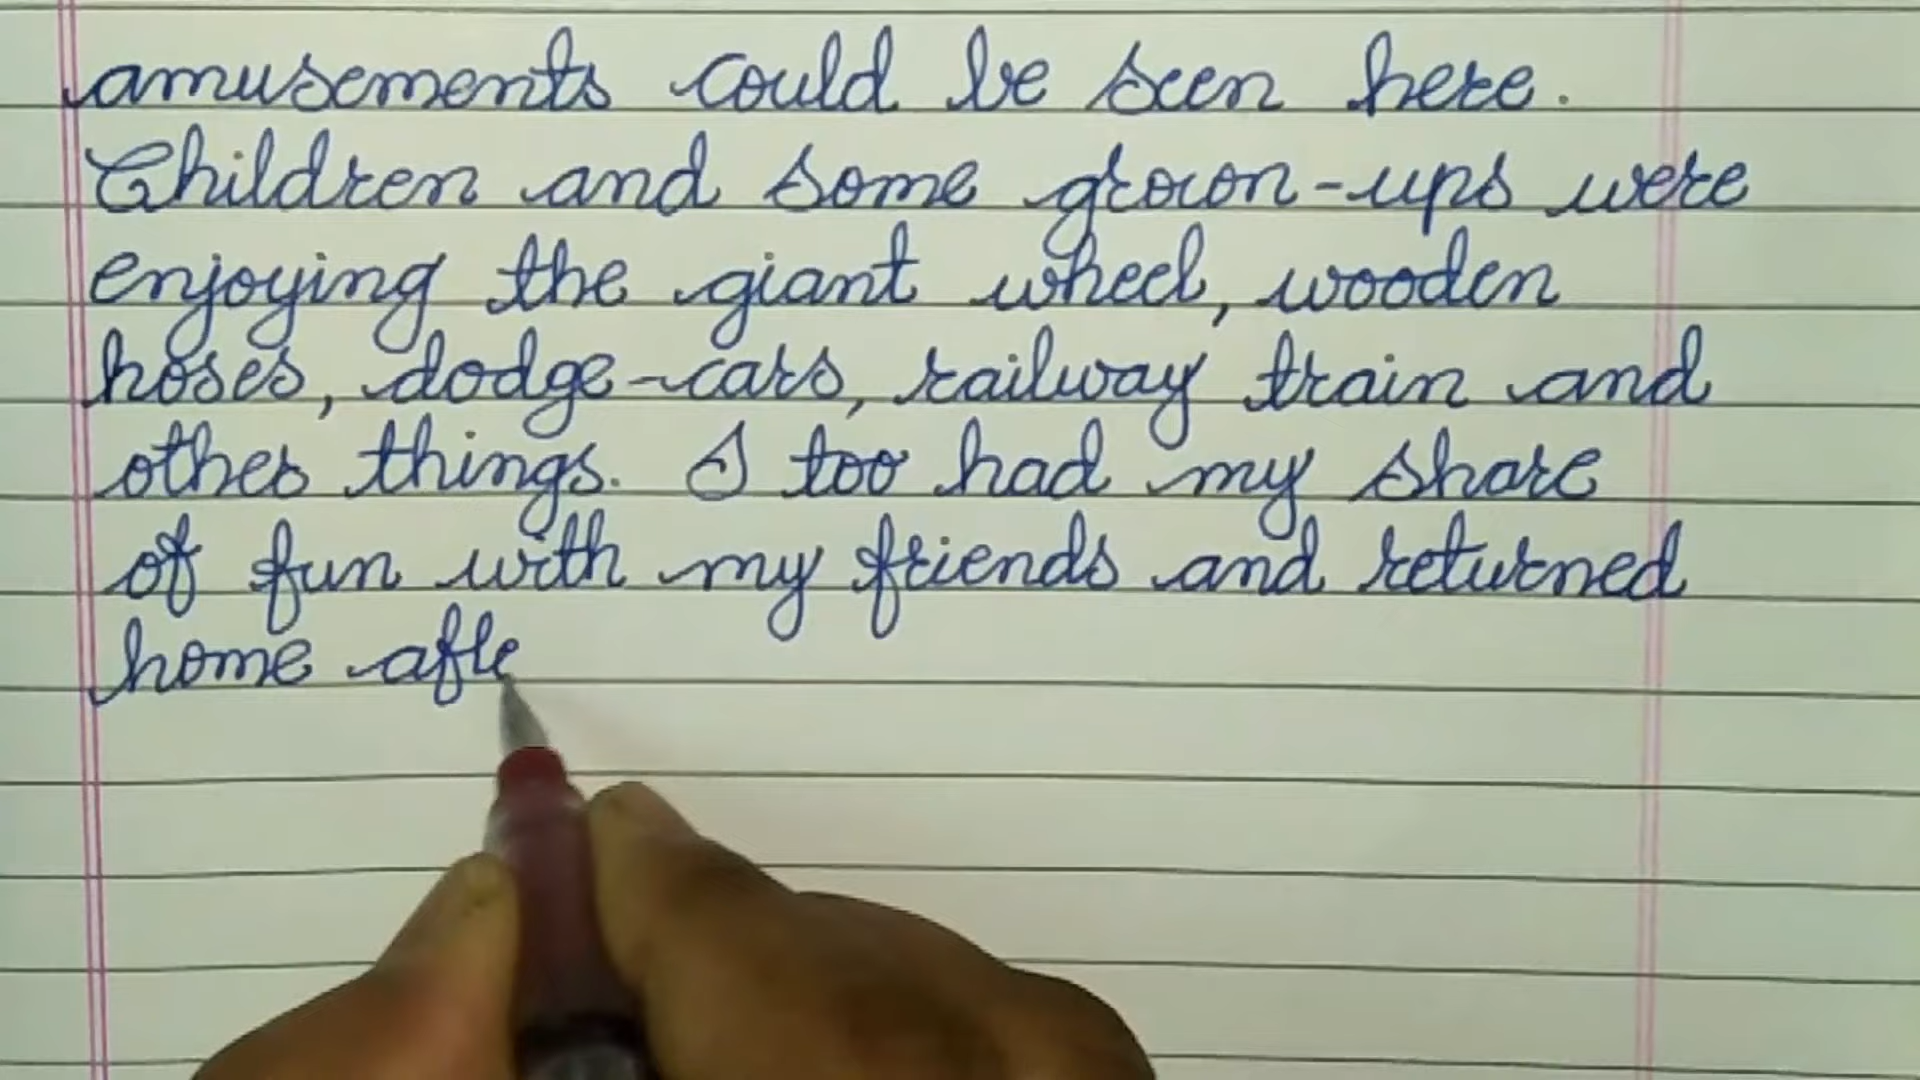 amusements could be seen here.
Children and some grown-ups were
enjoying the giant wheel, wooden
hoses, dodge-cars, railway train and
other things. I too had my share
of fun with my friends and returned
home afte